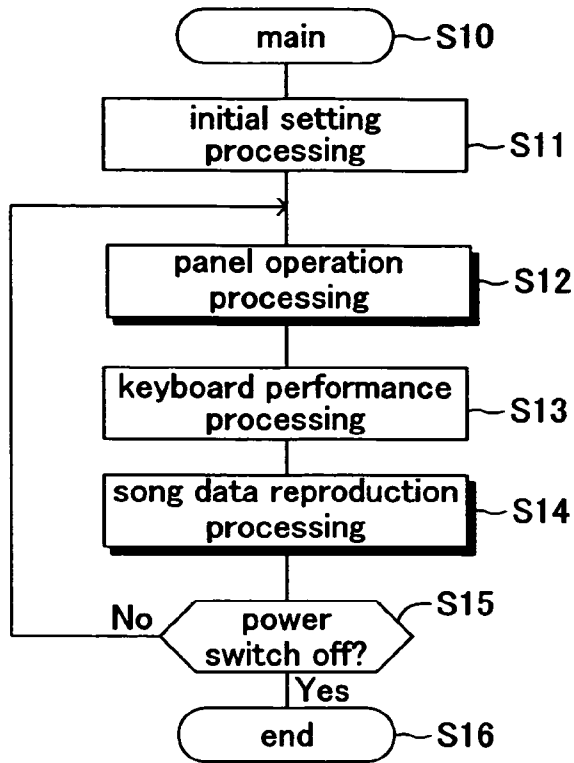 main
S10
initial setting
processing
S11
panel operation
processing
S12
keyboard performance
processing
S13
song data reproduction
processing
S14
No
power
switch off?
S15
Yes
end
S16